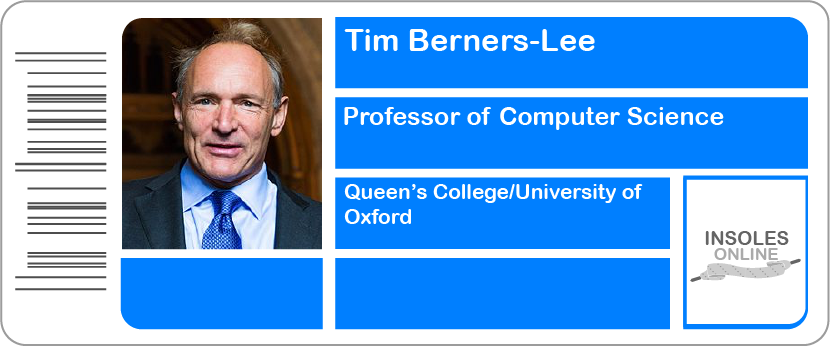 Tim Berners-Lee
Professor of Computer Science
Queen’s College/University of
Oxford
INSOLES
ONLINE